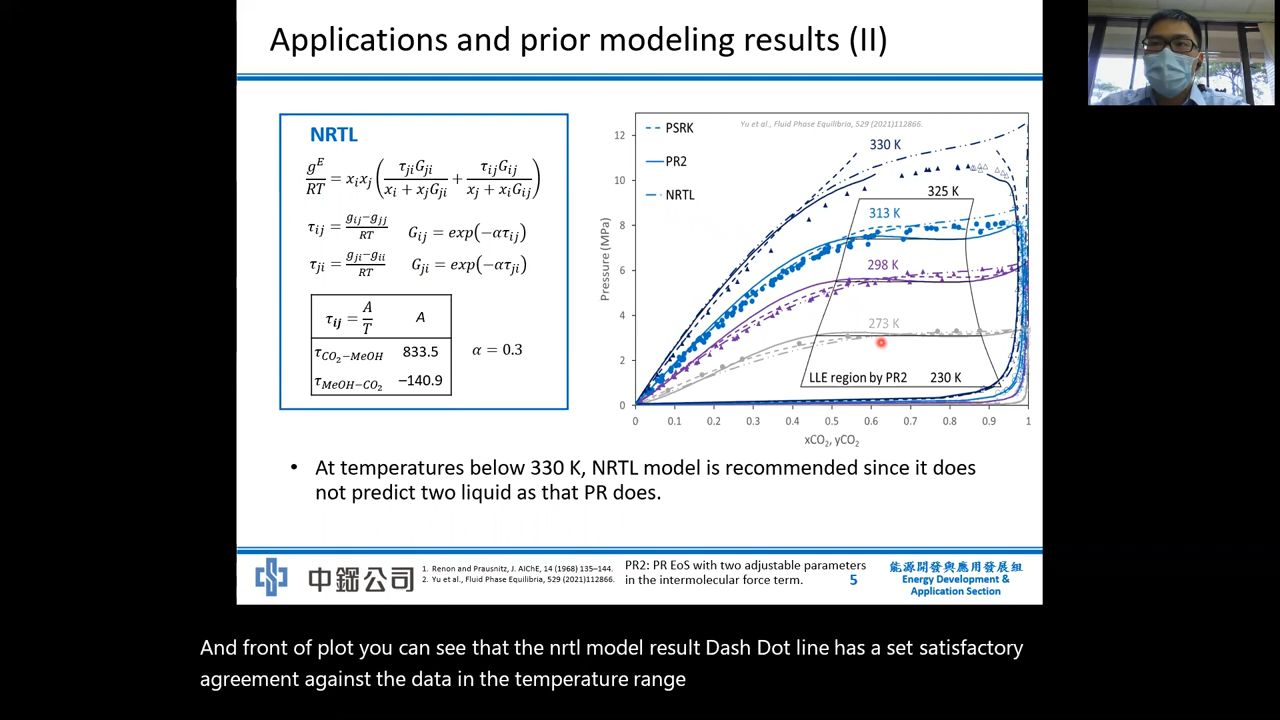 Applications and prior modeling results (II)
NRTL
g^E/RT = x_i x_j (τ_ji G_ji/(x_i + x_j G_ji) + τ_ij G_ij/(x_j + x_i G_ij))
τ_ij = (g_ij−g_jj)/RT G_ij = exp(−ατ_ij)
τ_ji = (g_ji−g_ii)/RT G_ji = exp(−ατ_ji)
τ_ij = A/T A
τ_CO₂−MeOH 833.5
τ_MeOH−CO₂ −140.9
α = 0.3
Yu et al., Fluid Phase Equilibria, 529 (2021)112866.
PSRK
PR2
NRTL
330 K
325 K
313 K
298 K
273 K
LLE region by PR2 230 K
Pressure (MPa)
12
10
8
6
4
2
0
0 0.1 0.2 0.3 0.4 0.5 0.6 0.7 0.8 0.9 1
xCO₂, yCO₂
• At temperatures below 330 K, NRTL model is recommended since it does
not predict two liquid as that PR does.
中鋼公司
1. Renon and Prausnitz, J. AIChE, 14 (1968) 135–144.
2. Yu et al., Fluid Phase Equilibria, 529 (2021)112866.
PR2: PR EoS with two adjustable parameters
in the intermolecular force term.
5
能源開發與應用發展組
Energy Development &
Application Section
And front of plot you can see that the nrtl model result Dash Dot line has a set satisfactory
agreement against the data in the temperature range